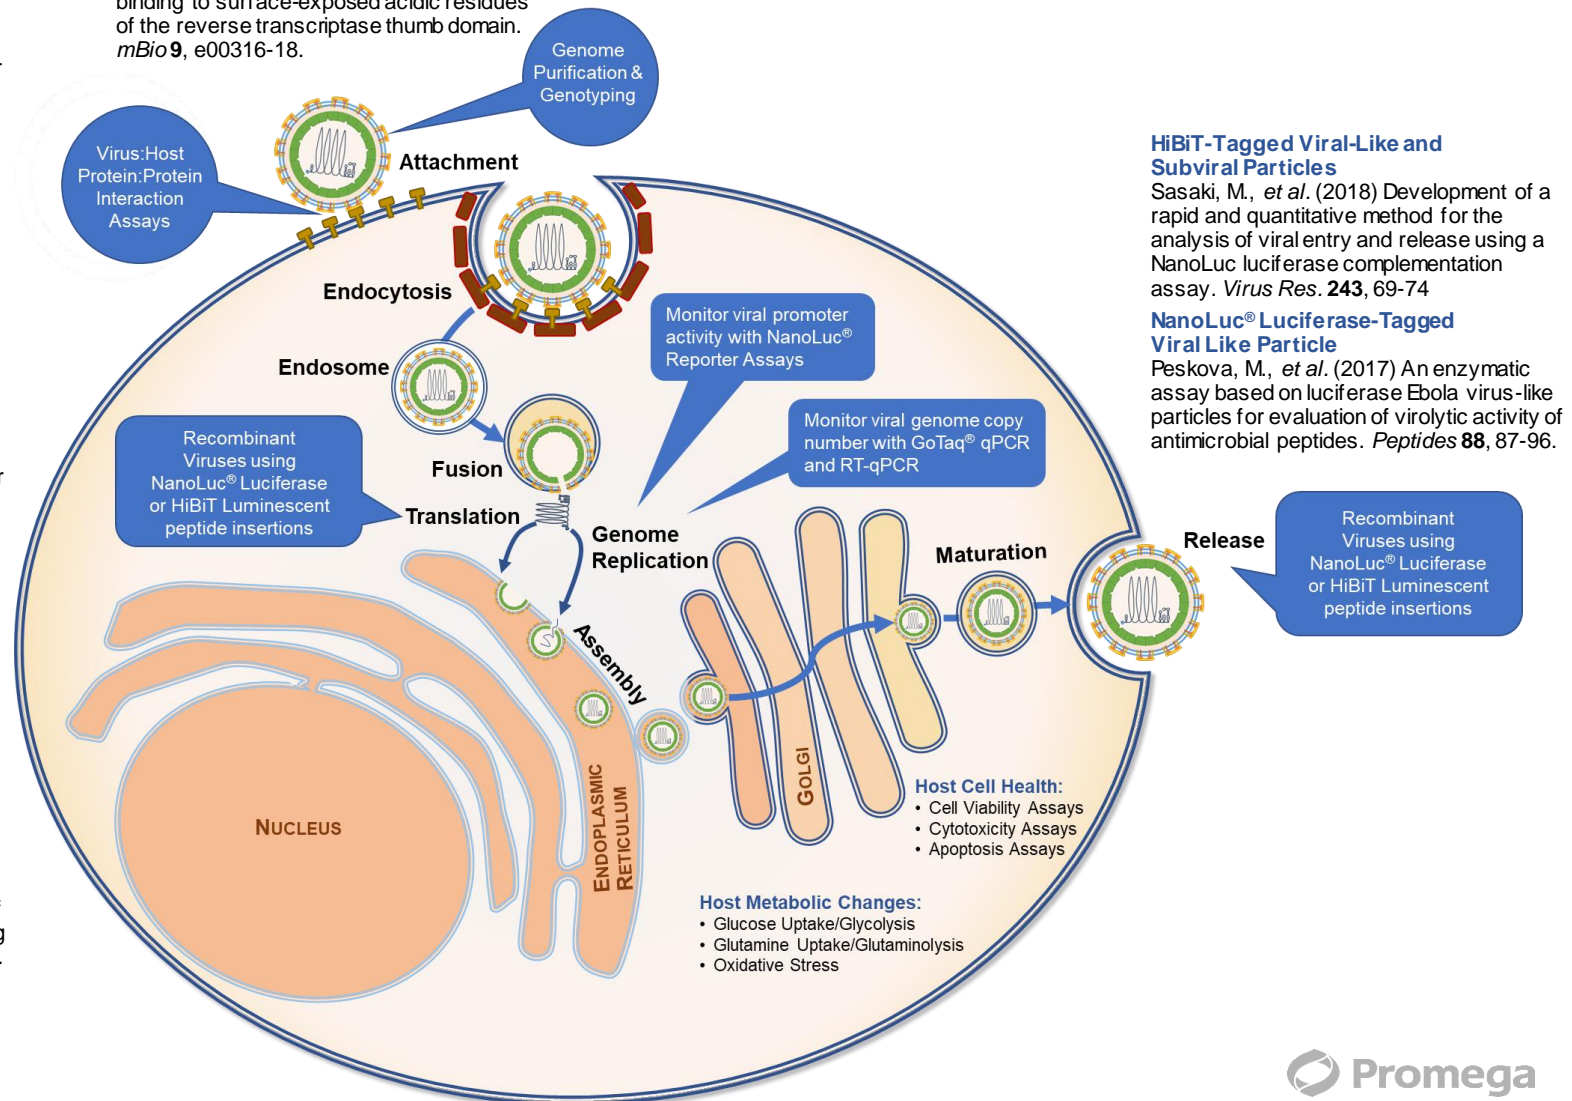 binding to surface-exposed acidic residues
of the reverse transcriptase thumb domain.
mBio 9, e00316-18.
Genome
Purification &
Genotyping
Virus:Host
Protein:Protein
Interaction
Assays
Attachment
HiBiT-Tagged Viral-Like and
Subviral Particles
Sasaki, M., et al. (2018) Development of a
rapid and quantitative method for the
analysis of viral entry and release using a
NanoLuc luciferase complementation
assay. Virus Res. 243, 69-74
NanoLuc® Luciferase-Tagged
Viral Like Particle
Peskova, M., et al. (2017) An enzymatic
assay based on luciferase Ebola virus-like
particles for evaluation of virolytic activity of
antimicrobial peptides. Peptides 88, 87-96.
Endocytosis
Monitor viral promoter
activity with NanoLuc®
Reporter Assays
Endosome
Monitor viral genome copy
number with GoTaq® qPCR
and RT-qPCR
Recombinant
Viruses using
NanoLuc® Luciferase
or HiBiT Luminescent
peptide insertions
Fusion
Translation
Genome
Replication
Maturation
Release
Recombinant
Viruses using
NanoLuc® Luciferase
or HiBiT Luminescent
peptide insertions
Assembly
NUCLEUS
ENDOPLASMIC
RETICULUM
GOLGI
Host Cell Health:
• Cell Viability Assays
• Cytotoxicity Assays
• Apoptosis Assays
Host Metabolic Changes:
• Glucose Uptake/Glycolysis
• Glutamine Uptake/Glutaminolysis
• Oxidative Stress
Promega